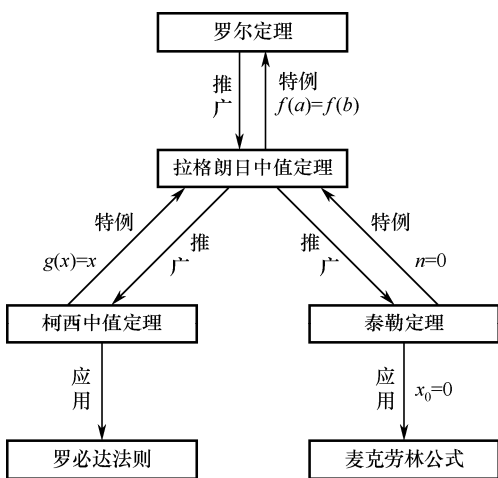 罗尔定理
推广
特例
f(a)=f(b)
拉格朗日中值定理
特例
g(x)=x
推广
推广
特例
n=0
柯西中值定理
泰勒定理
应用
应用
x₀=0
罗必达法则
麦克劳林公式